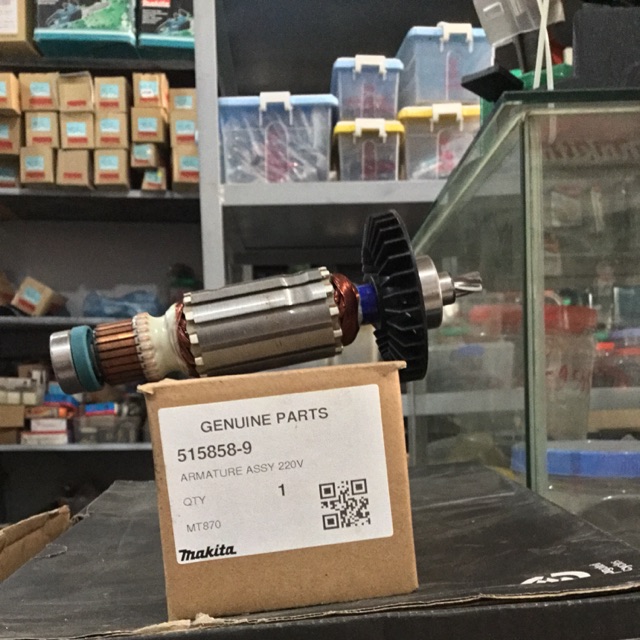 GENUINE PARTS
515858-9
ARMATURE ASSY 220V
QTY 1
MT870
makita